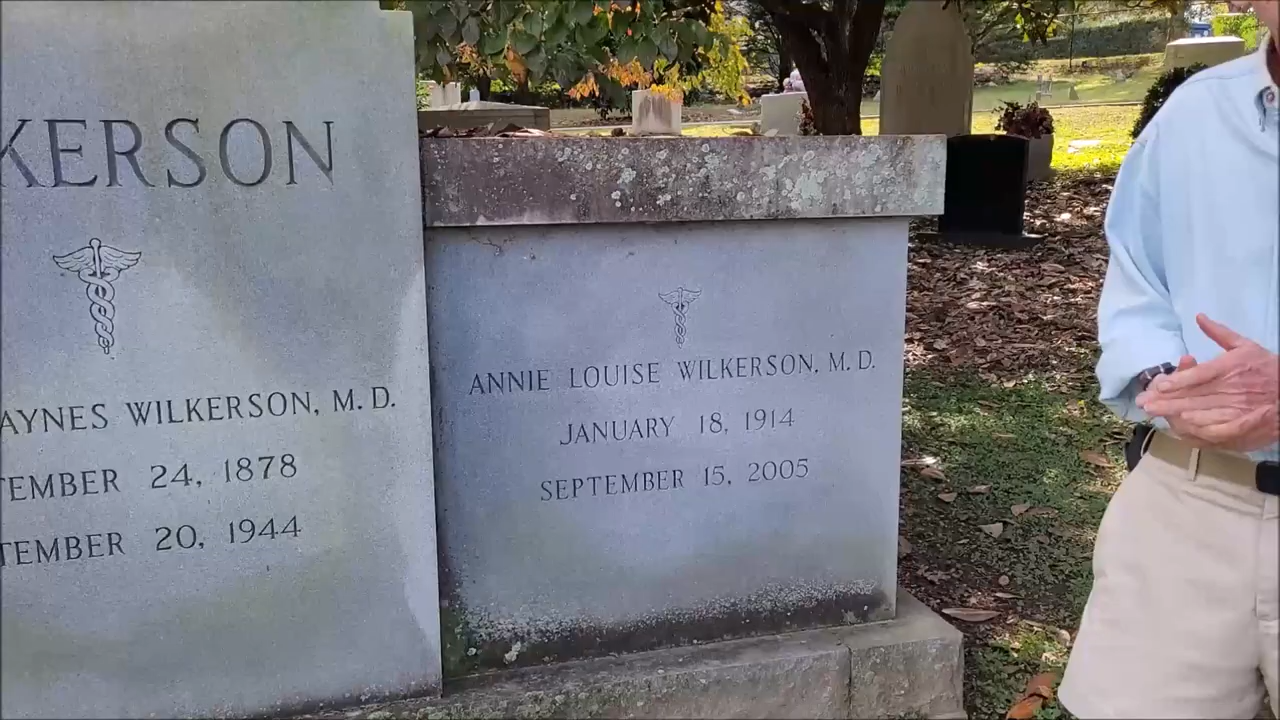 KERSON
AYNES WILKERSON, M.D.
TEMBER 24, 1878
TEMBER 20, 1944
ANNIE LOUISE WILKERSON, M.D.
JANUARY 18, 1914
SEPTEMBER 15, 2005